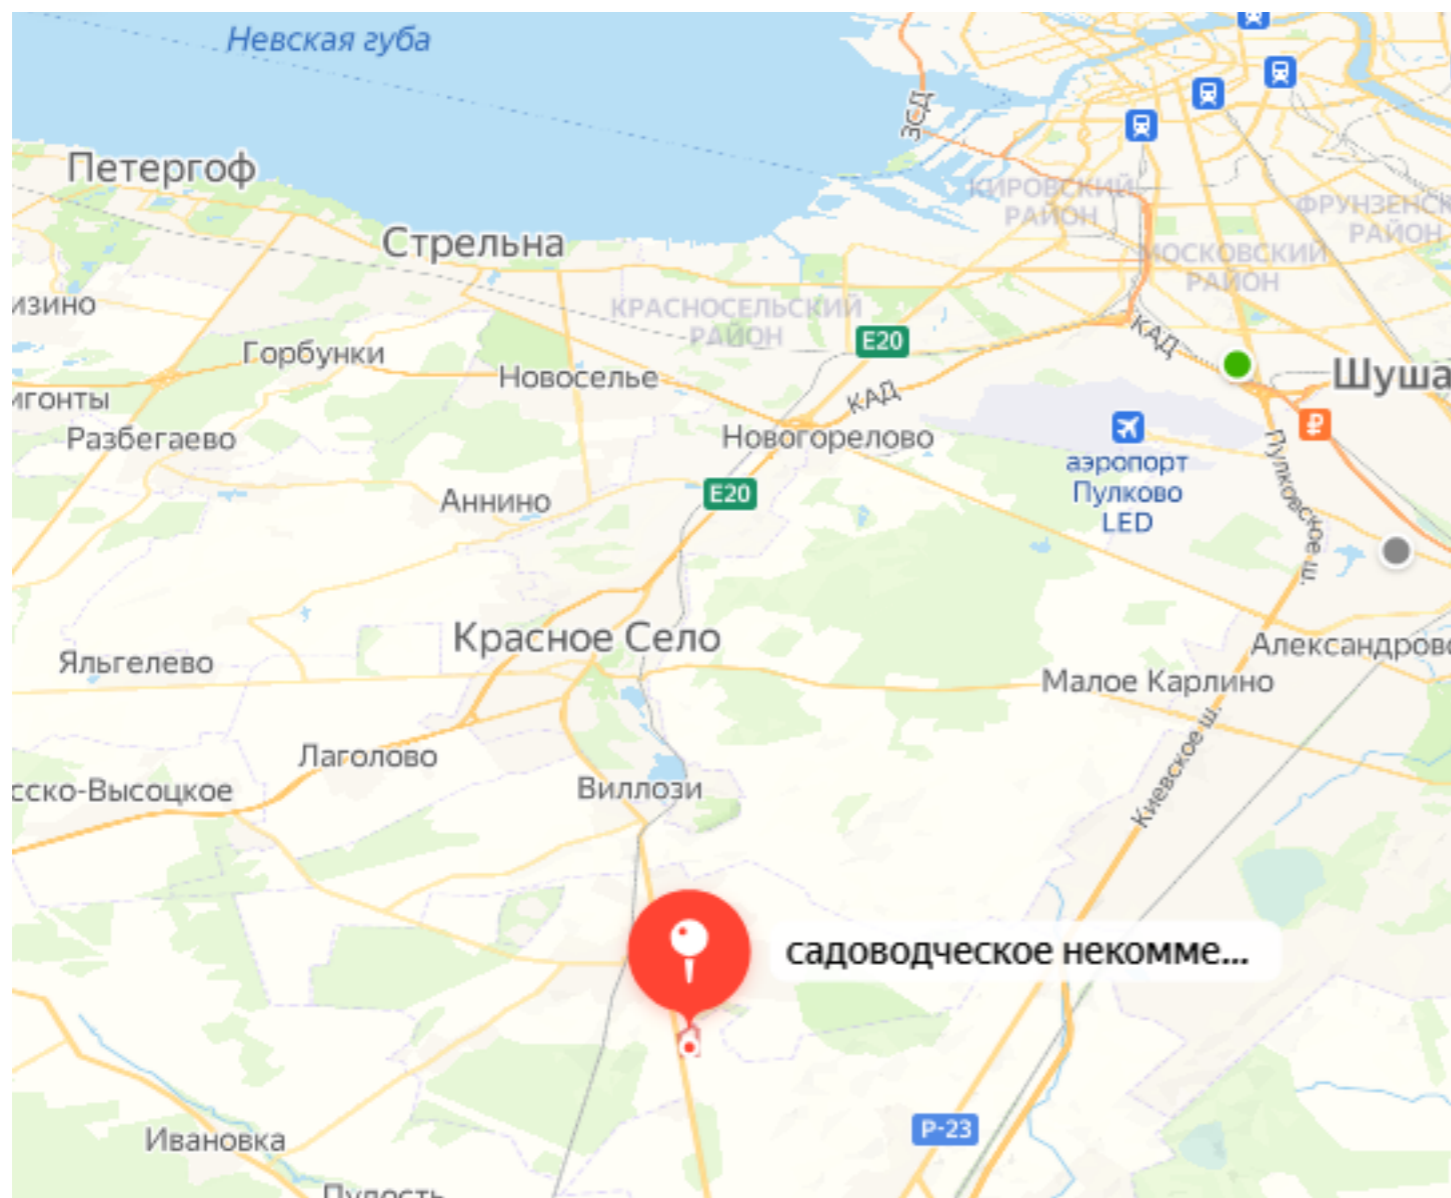 Невская губа
ЗСД
Петергоф
КИРОВСКИЙ
РАЙОН
ФРУНЗЕНСК
РАЙОН
Стрельна
МОСКОВСКИЙ
РАЙОН
изино
КРАСНОСЕЛЬСКИЙ
РАЙОН
КАД
E20
Горбунки
Новоселье
Шуша
КАД
игонты
Разбегаево
Новогорелово
аэропорт
Пулково
LED
Пулковское ш.
E20
Аннино
Красное Село
Александровс
Яльгелево
Малое Карлино
Киевское ш.
Лаголово
сско-Высоцкое
Виллози
садоводческое некомме...
Р-23
Ивановка
Пудость